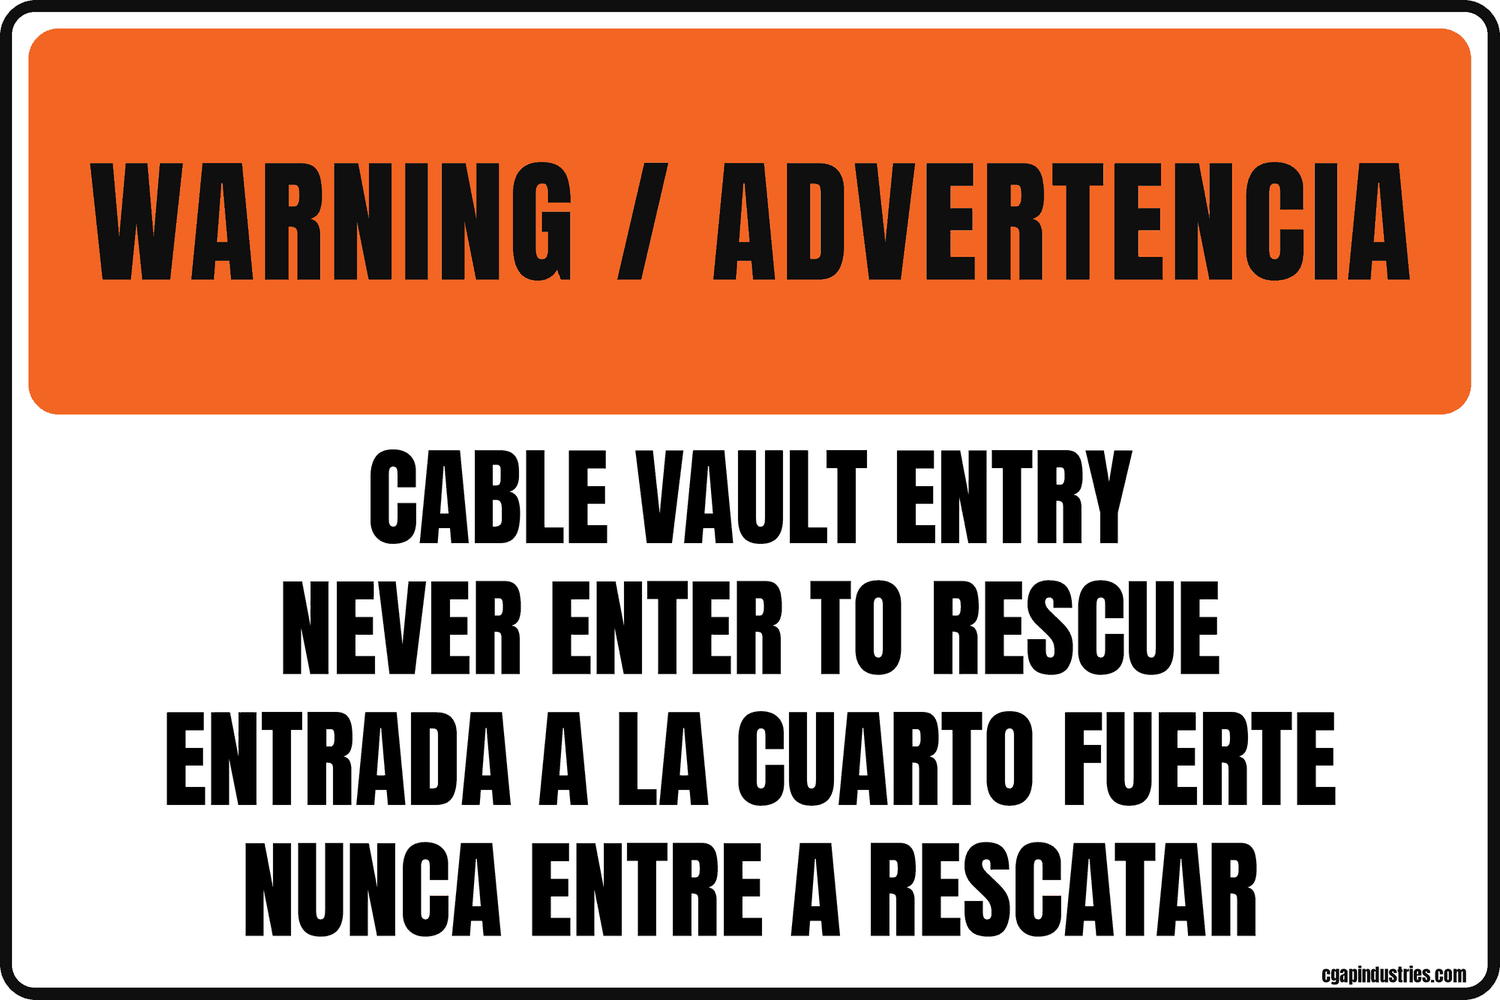 WARNING / ADVERTENCIA
CABLE VAULT ENTRY
NEVER ENTER TO RESCUE
ENTRADA A LA CUARTO FUERTE
NUNCA ENTRE A RESCATAR
cgapindustries.com